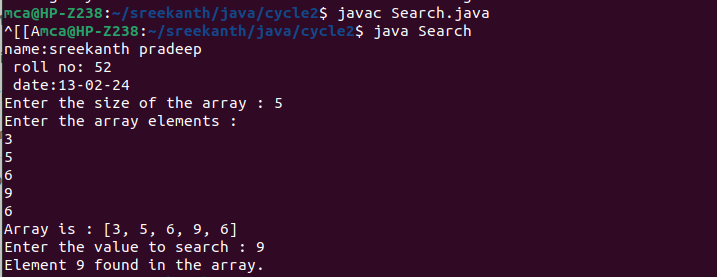 mca@HP-Z238:~/sreekanth/java/cycle2$ javac Search.java
^[[Amca@HP-Z238:~/sreekanth/java/cycle2$ java Search
name:sreekanth pradeep
 roll no: 52
 date:13-02-24
Enter the size of the array : 5
Enter the array elements :
3
5
6
9
6
Array is : [3, 5, 6, 9, 6]
Enter the value to search : 9
Element 9 found in the array.